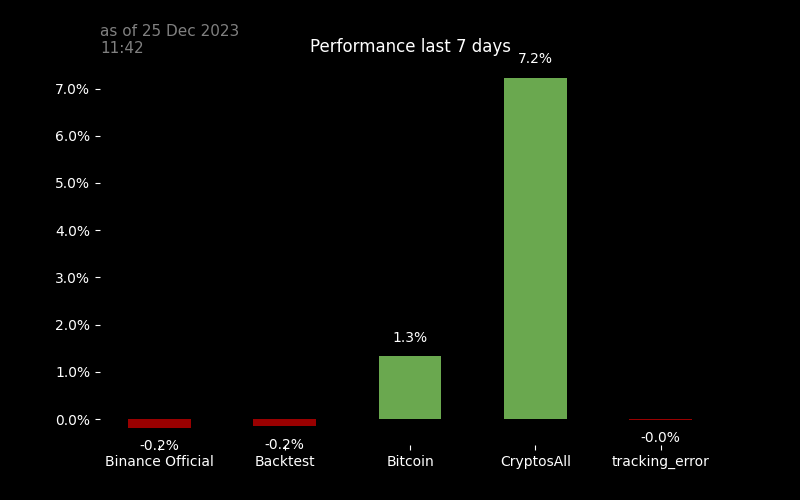 as of 25 Dec 2023
11:42
Performance last 7 days
7.2%
7.0%
6.0%
5.0%
4.0%
3.0%
2.0%
1.3%
1.0%
0.0%
-0.2%
-0.2%
-0.0%
Binance Official
Backtest
Bitcoin
CryptosAll
tracking_error